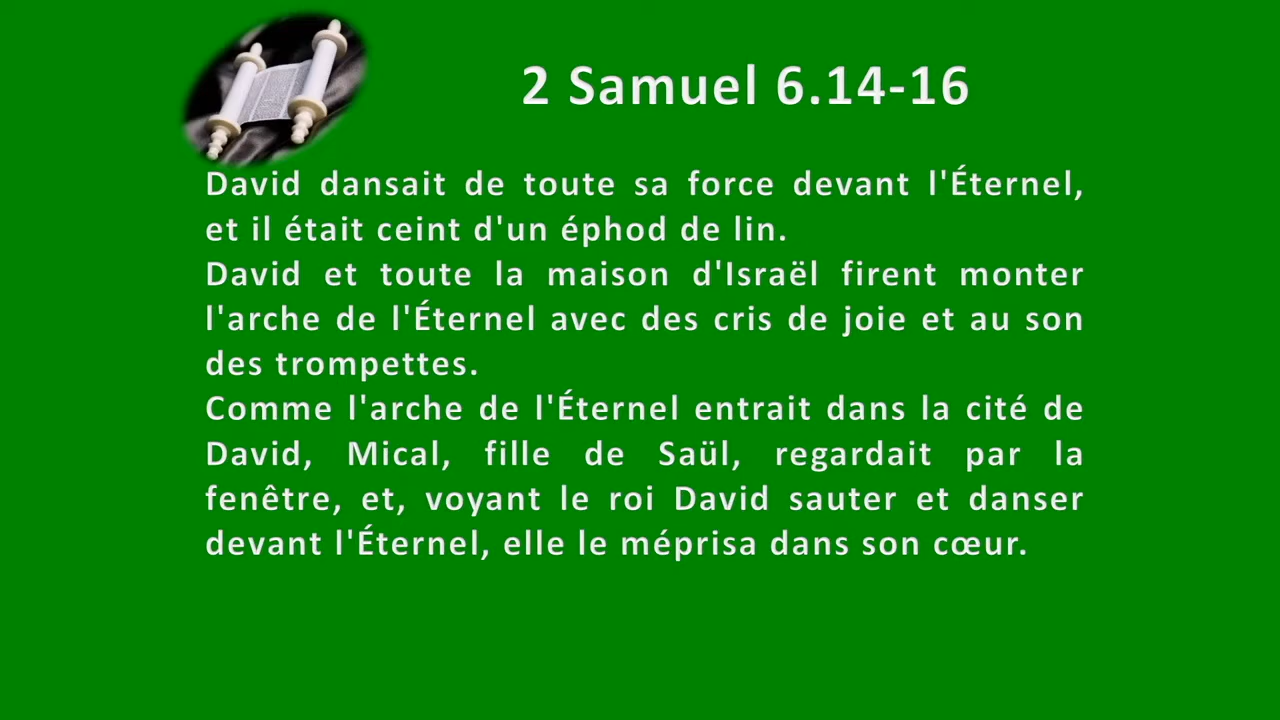 2 Samuel 6.14-16
David dansait de toute sa force devant l'Éternel,
et il était ceint d'un éphod de lin.
David et toute la maison d'Israël firent monter
l'arche de l'Éternel avec des cris de joie et au son
des trompettes.
Comme l'arche de l'Éternel entrait dans la cité de
David, Mical, fille de Saül, regardait par la
fenêtre, et, voyant le roi David sauter et danser
devant l'Éternel, elle le méprisa dans son cœur.